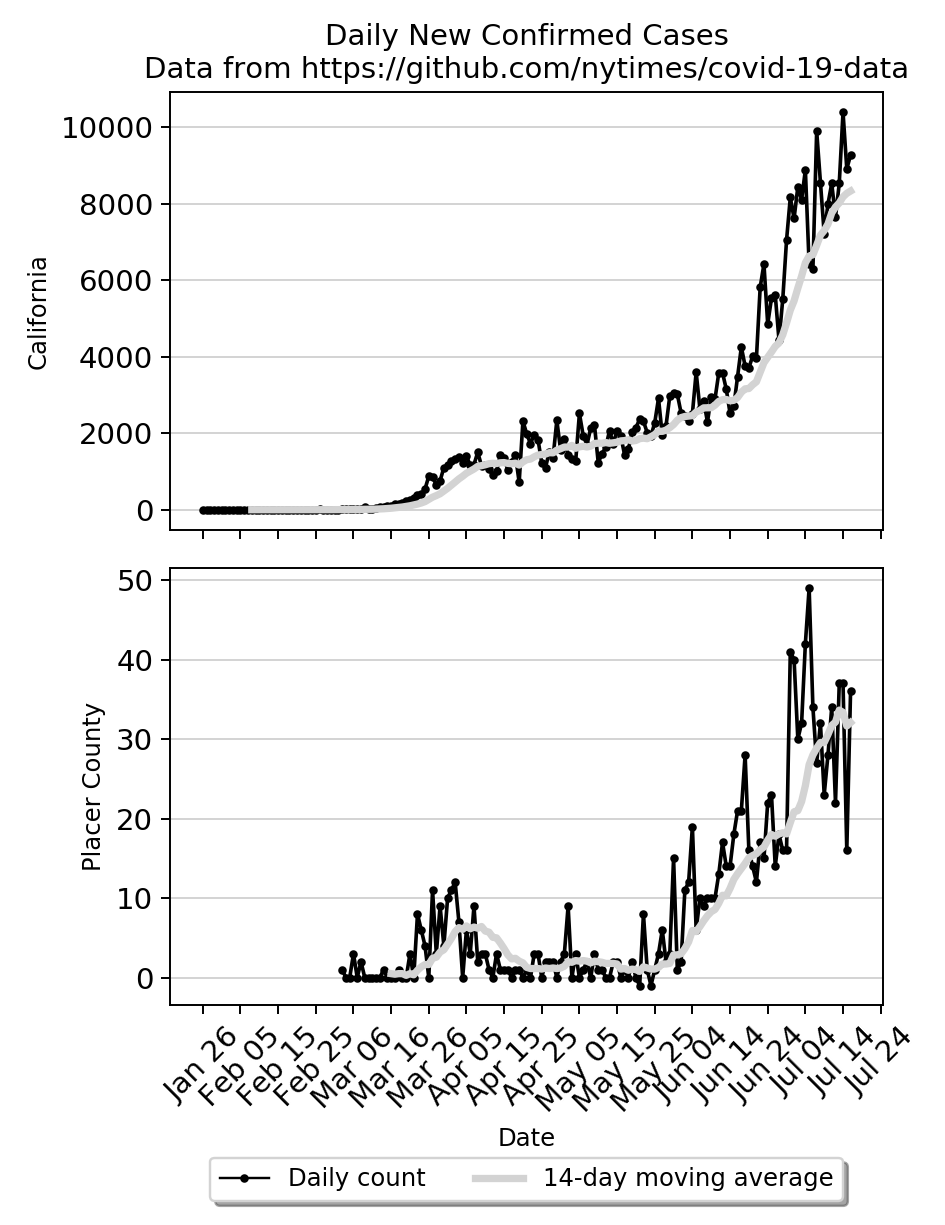 Daily New Confirmed Cases
Data from https://github.com/nytimes/covid-19-data
10000
8000
6000
4000
2000
0
California
50
40
30
20
10
0
Placer County
Jan 26
Feb 05
Feb 15
Feb 25
Mar 06
Mar 16
Mar 26
Apr 05
Apr 15
Apr 25
May 05
May 15
May 25
Jun 04
Jun 14
Jun 24
Jul 04
Jul 14
Jul 24
Date
Daily count
14-day moving average